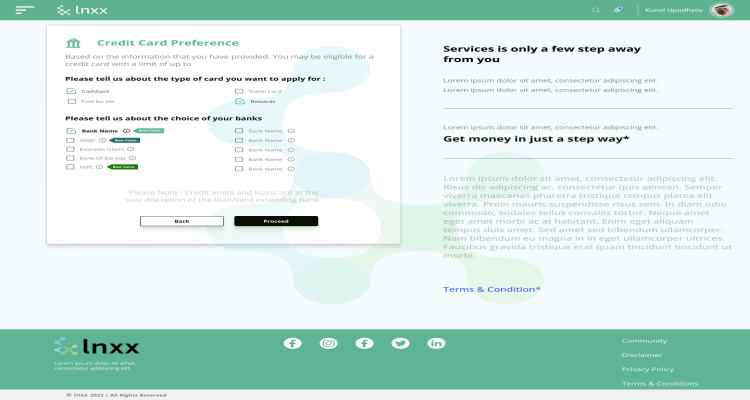 lnxx
Kunal Upadhyay
Credit Card Preference
Based on the information that you have provided. You may be eligible for a
credit card with a limit of up to
Please tell us about the type of card you want to apply for :
Cashback
Travel Card
Free for life
Rewards
Please tell us about the choice of your banks
Bank Name Best Value
ADBC Best Value
Emirates Islami
Bank Of Baroda
Hdfc Best Value
Bank Name
Bank Name
Bank Name
Bank Name
Bank Name
Please Note : Credit limits and loans are at the
sole discretion of the loan/card extending bank.
Back
Proceed
Services is only a few step away
from you
Lorem ipsum dolor sit amet, consectetur adipiscing elit.
Lorem ipsum dolor sit amet, consectetur adipiscing elit.
Lorem ipsum dolor sit amet, consectetur adipiscing elit.
Get money in just a step way*
Lorem ipsum dolor sit amet, consectetur adipiscing elit.
Risus dis adipiscing ac, consectetur quis aenean. Semper
viverra maecenas pharetra tristique tempus platea elit
viverra. Proin mauris suspendisse risus sem. In diam odio
commodo, sodales tellus convallis tortor. Neque amet
eget amet morbi ac at habitant. Enim eget aliquam
tempus duis amet. Sed amet sed bibendum ullamcorper.
Nam bibendum eu magna in in eget ullamcorper ultrices.
Faucibus gravida tristique erat quam tincidunt tincidunt ut
morbi.
Terms & Condition*
lnxx
Lorem ipsum dolor sit amet,
consectetur adipiscing elit.
Community
Disclaimer
Privacy Policy
Terms & Conditions
© lnxx 2022 | All Rights Reserved